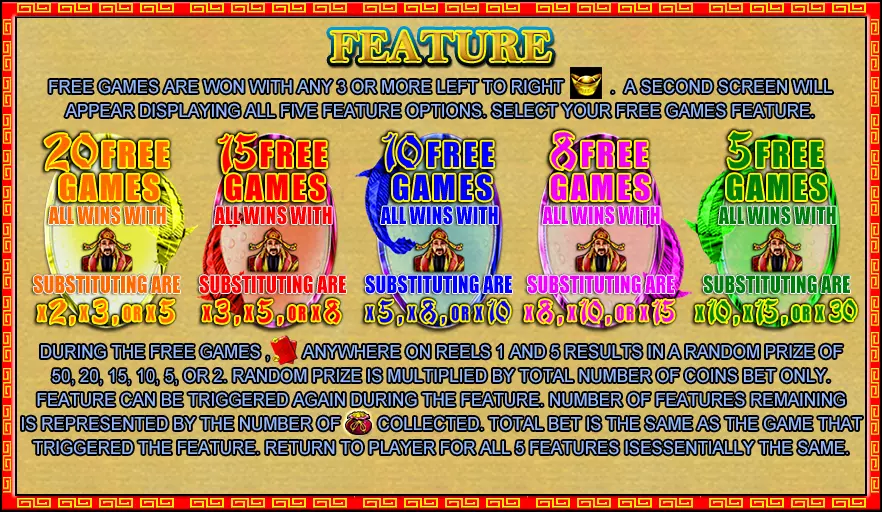 FEATURE
FREE GAMES ARE WON WITH ANY 3 OR MORE LEFT TO RIGHT . A SECOND SCREEN WILL
APPEAR DISPLAYING ALL FIVE FEATURE OPTIONS. SELECT YOUR FREE GAMES FEATURE.
20 FREE
GAMES
ALL WINS WITH
SUBSTITUTING ARE
x2, x3, OR x5
15 FREE
GAMES
ALL WINS WITH
SUBSTITUTING ARE
x3, x5, OR x8
10 FREE
GAMES
ALL WINS WITH
SUBSTITUTING ARE
x5, x8, OR x10
8 FREE
GAMES
ALL WINS WITH
SUBSTITUTING ARE
x8, x10, OR x15
5 FREE
GAMES
ALL WINS WITH
SUBSTITUTING ARE
x10, x15, OR x30
DURING THE FREE GAMES , ANYWHERE ON REELS 1 AND 5 RESULTS IN A RANDOM PRIZE OF
50, 20, 15, 10, 5, OR 2. RANDOM PRIZE IS MULTIPLIED BY TOTAL NUMBER OF COINS BET ONLY.
FEATURE CAN BE TRIGGERED AGAIN DURING THE FEATURE. NUMBER OF FEATURES REMAINING
IS REPRESENTED BY THE NUMBER OF COLLECTED. TOTAL BET IS THE SAME AS THE GAME THAT
TRIGGERED THE FEATURE. RETURN TO PLAYER FOR ALL 5 FEATURES ISESSENTIALLY THE SAME.